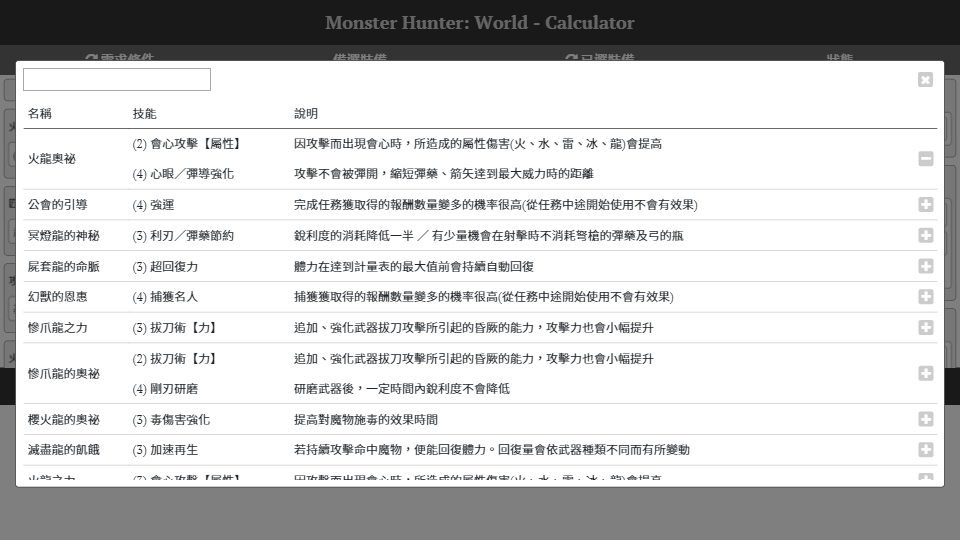 Monster Hunter: World - Calculator
需求條件 備選裝備 已選裝備 狀態
名稱 技能 說明
火龍奧祕 (2) 會心攻擊【屬性】 因攻擊而出現會心時，所造成的屬性傷害(火、水、雷、冰、龍)會提高
(4) 心眼／彈導強化 攻擊不會被彈開，縮短彈藥、箭矢達到最大威力時的距離
公會的引導 (4) 強運 完成任務獲取得的報酬數量變多的機率很高(從任務中途開始使用不會有效果)
冥燈龍的神秘 (3) 利刃／彈藥節約 銳利度的消耗降低一半 ／ 有少量機會在射擊時不消耗弩槍的彈藥及弓的瓶
屍套龍的命脈 (3) 超回復力 體力在達到計量表的最大值前會持續自動回復
幻獸的恩惠 (4) 捕獲名人 捕獲獲取得的報酬數量變多的機率很高(從任務中途開始使用不會有效果)
慘爪龍之力 (3) 拔刀術【力】 追加、強化武器拔刀攻擊所引起的昏厥的能力，攻擊力也會小幅提升
慘爪龍的奧祕 (2) 拔刀術【力】 追加、強化武器拔刀攻擊所引起的昏厥的能力，攻擊力也會小幅提升
(4) 剛刃研磨 研磨武器後，一定時間內銳利度不會降低
櫻火龍的奧祕 (3) 毒傷害強化 提高對魔物施毒的效果時間
滅盡龍的飢餓 (3) 加速再生 若持續攻擊命中魔物，便能回復體力。回復量會依武器種類不同而有所變動
火龍之力 (3) 會心攻擊【屬性】 因攻擊而出現會心時，所造成的屬性傷害(火、水、雷、冰、龍)會提高